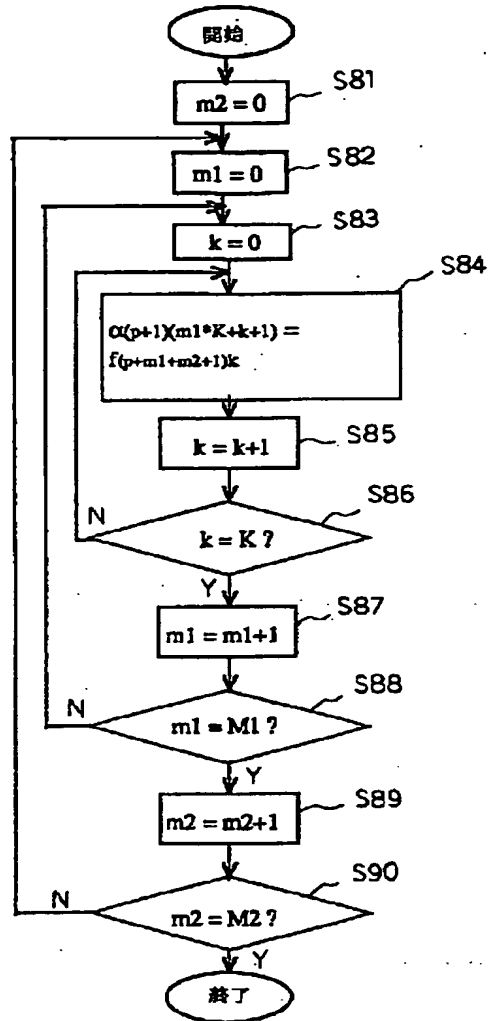 開始
S81
m2 = 0
S82
m1 = 0
S83
k = 0
S84
α(p+1)(m1*K+k+1) =
f(p+m1+m2+1)k
S85
k = k+1
S86
N
k = K ?
Y
S87
m1 = m1+1
S88
N
m1 = M1 ?
Y
S89
m2 = m2+1
S90
N
m2 = M2 ?
Y
終了